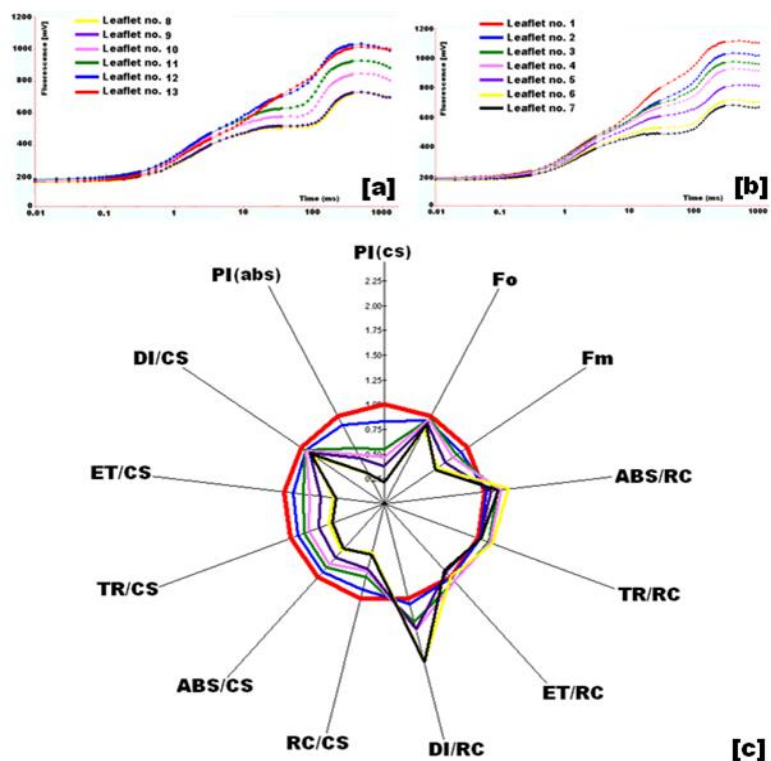 1200
1000
800
600
400
200
0
Fluorescence [mV]
Leaflet no. 8
Leaflet no. 9
Leaflet no. 10
Leaflet no. 11
Leaflet no. 12
Leaflet no. 13
Time (ms)
0.01
0.1
1
10
100
1000
[a]
1200
1000
800
600
400
200
0
Fluorescence [mV]
Leaflet no. 1
Leaflet no. 2
Leaflet no. 3
Leaflet no. 4
Leaflet no. 5
Leaflet no. 6
Leaflet no. 7
Time (ms)
0.01
0.1
1
10
100
1000
[b]
PI(cs)
PI(abs)
Fo
DI/CS
Fm
2.25
2.00
1.75
1.50
1.25
1.00
0.75
ET/CS
ABS/RC
TR/CS
TR/RC
ABS/CS
ET/RC
RC/CS
DI/RC
[c]